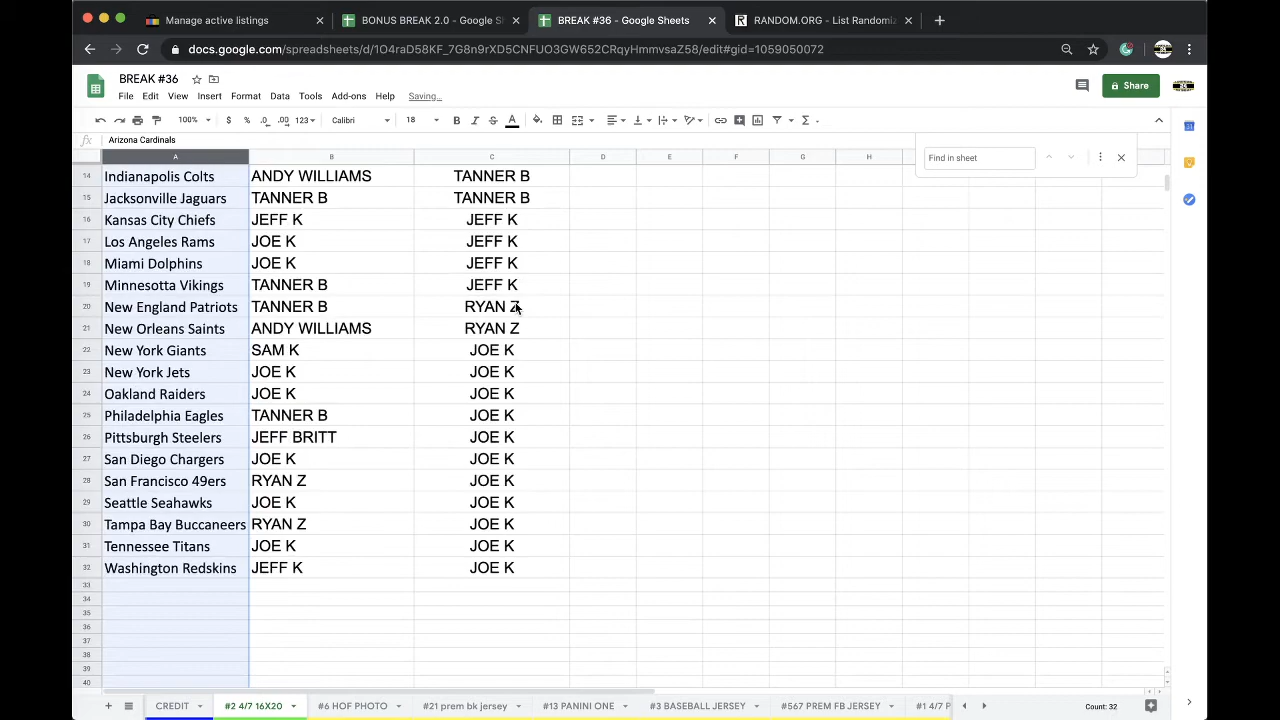 Manage active listings
BONUS BREAK 2.0 - Google S
BREAK #36 - Google Sheets
RANDOM.ORG - List Randomiz
docs.google.com/spreadsheets/d/1O4raD58KF_7G8n9rXD5CNFUO3GW652CRqyHmmvsaZ58/edit#gid=1059050072
BREAK #36
File Edit View Insert Format Data Tools Add-ons Help Saving...
Share
100% $ % .0 .00 123 Calibri 18 B I S A
fx Arizona Cardinals
Find in sheet
A B C D E F G H
14 Indianapolis Colts ANDY WILLIAMS TANNER B
15 Jacksonville Jaguars TANNER B TANNER B
16 Kansas City Chiefs JEFF K JEFF K
17 Los Angeles Rams JOE K JEFF K
18 Miami Dolphins JOE K JEFF K
19 Minnesotta Vikings TANNER B JEFF K
20 New England Patriots TANNER B RYAN Z
21 New Orleans Saints ANDY WILLIAMS RYAN Z
22 New York Giants SAM K JOE K
23 New York Jets JOE K JOE K
24 Oakland Raiders JOE K JOE K
25 Philadelphia Eagles TANNER B JOE K
26 Pittsburgh Steelers JEFF BRITT JOE K
27 San Diego Chargers JOE K JOE K
28 San Francisco 49ers RYAN Z JOE K
29 Seattle Seahawks JOE K JOE K
30 Tampa Bay Buccaneers RYAN Z JOE K
31 Tennessee Titans JOE K JOE K
32 Washington Redskins JEFF K JOE K
33
34
35
36
37
38
39
40
CREDIT #2 4/7 16X20 #6 HOF PHOTO #21 prem bk jersey #13 PANINI ONE #3 BASEBALL JERSEY #567 PREM FB JERSEY #1 4/7 P
Count: 32